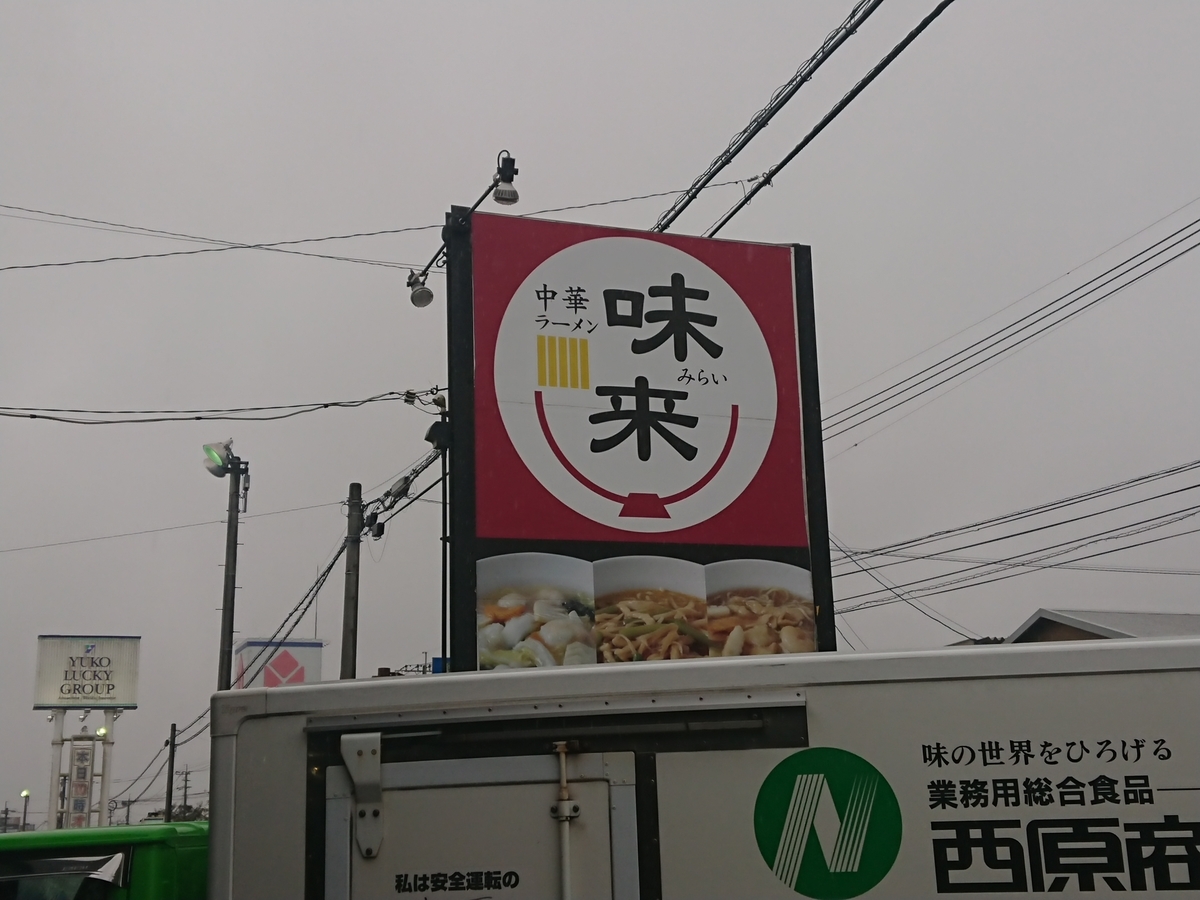 中華
ラーメン
味来
みらい
YUKO
LUCKY
GROUP
本日
味の世界をひろげる
業務用総合食品
西原商
私は安全運転の